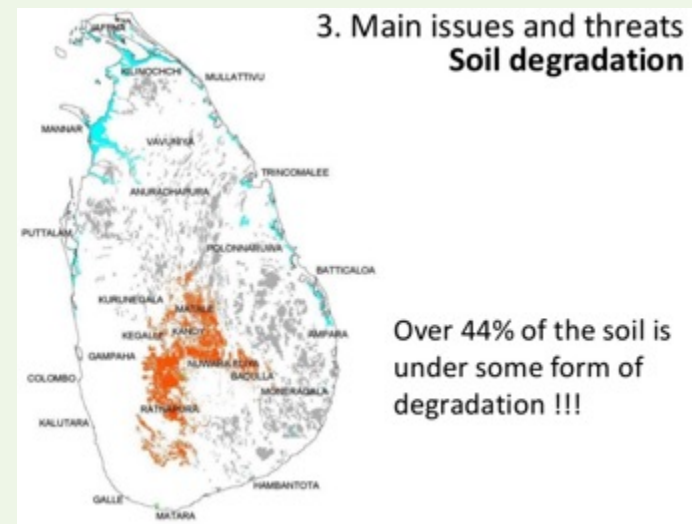 3. Main issues and threats
Soil degradation
JAFFNA
KILINOCHCHI
MULLATTIVU
MANNAR
VAVUNIYA
TRINCOMALEE
ANURADHAPURA
PUTTALAM
POLONNARUWA
BATTICALOA
KURUNEGALA
MATALE
KEGALLE
KANDY
AMPARA
GAMPAHA
NUWARA ELIYA
BADULLA
COLOMBO
MONERAGALA
RATNAPURA
KALUTARA
HAMBANTOTA
GALLE
MATARA
Over 44% of the soil is
under some form of
degradation !!!